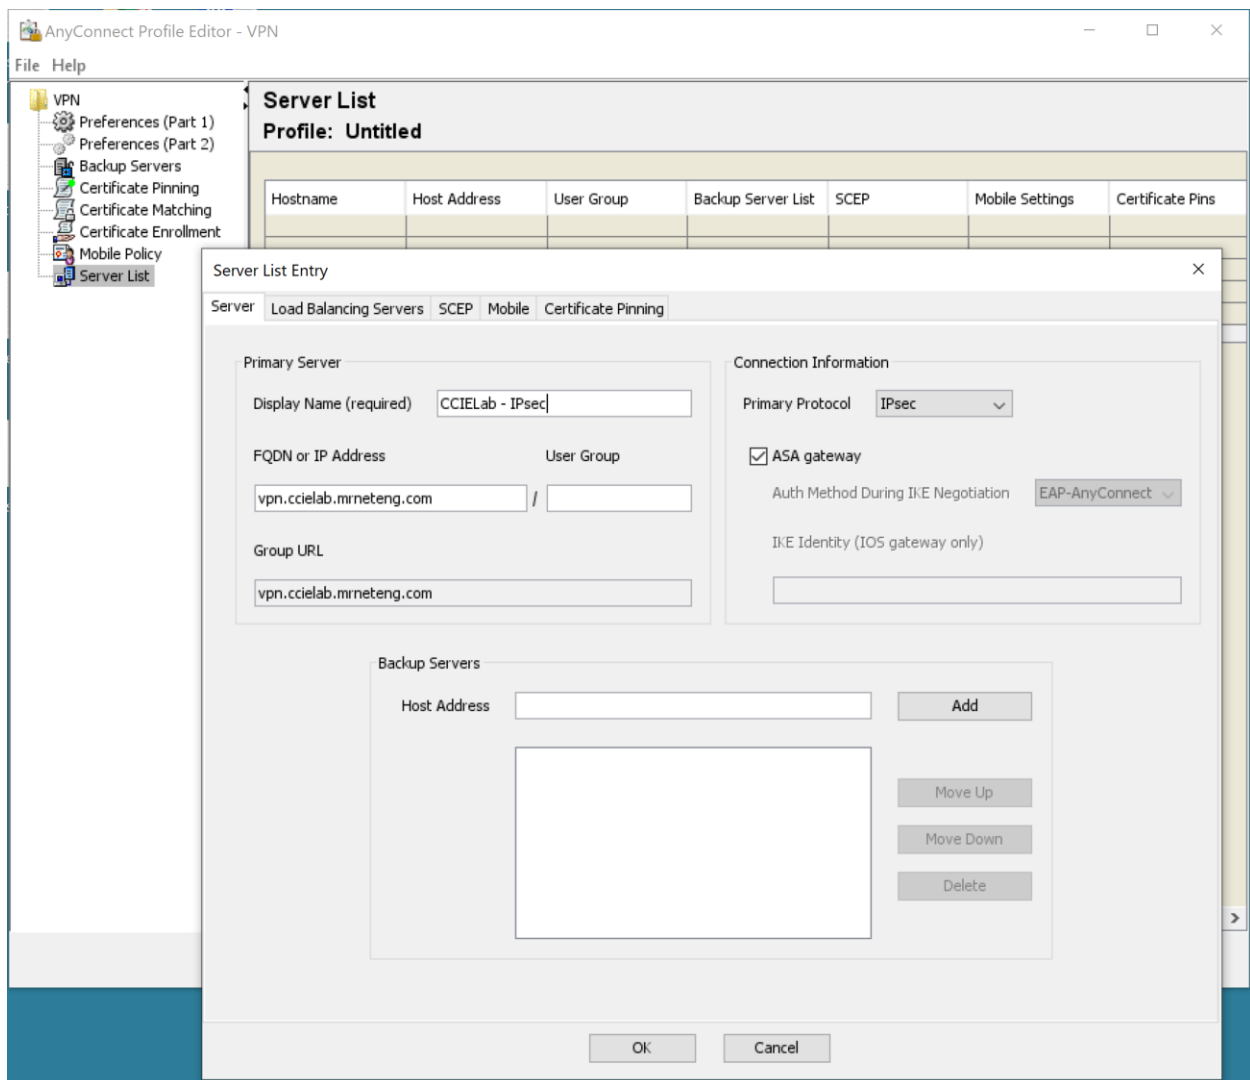 AnyConnect Profile Editor - VPN
File Help
VPN
Preferences (Part 1)
Preferences (Part 2)
Backup Servers
Certificate Pinning
Certificate Matching
Certificate Enrollment
Mobile Policy
Server List
Server List
Profile: Untitled
Hostname Host Address User Group Backup Server List SCEP Mobile Settings Certificate Pins
Server List Entry
Server Load Balancing Servers SCEP Mobile Certificate Pinning
Primary Server
Display Name (required) CCIELab - IPsec
FQDN or IP Address User Group
vpn.ccielab.mrneteng.com /
Group URL
vpn.ccielab.mrneteng.com
Connection Information
Primary Protocol IPsec
ASA gateway
Auth Method During IKE Negotiation EAP-AnyConnect
IKE Identity (IOS gateway only)
Backup Servers
Host Address Add
Move Up
Move Down
Delete
OK Cancel